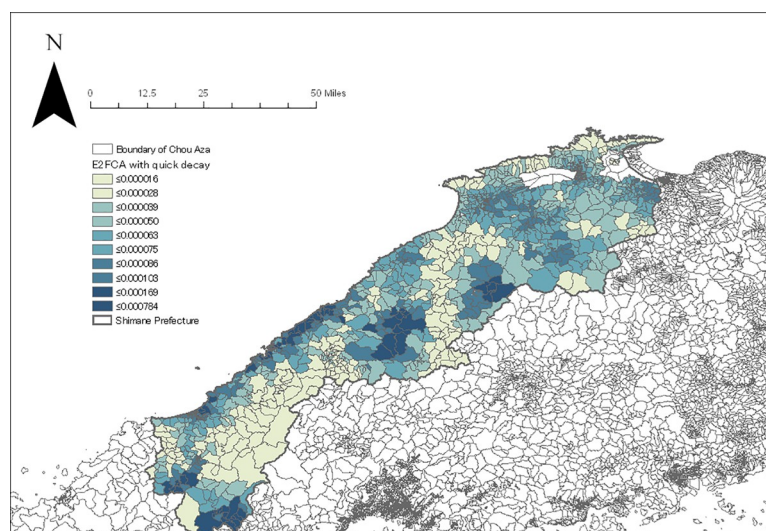 N
0 12.5 25 50 Miles
Boundary of Chou Aza
E2FCA with quick decay
≤0.000016
≤0.000028
≤0.000039
≤0.000050
≤0.000063
≤0.000075
≤0.000086
≤0.000103
≤0.000169
≤0.000784
Shimane Prefecture